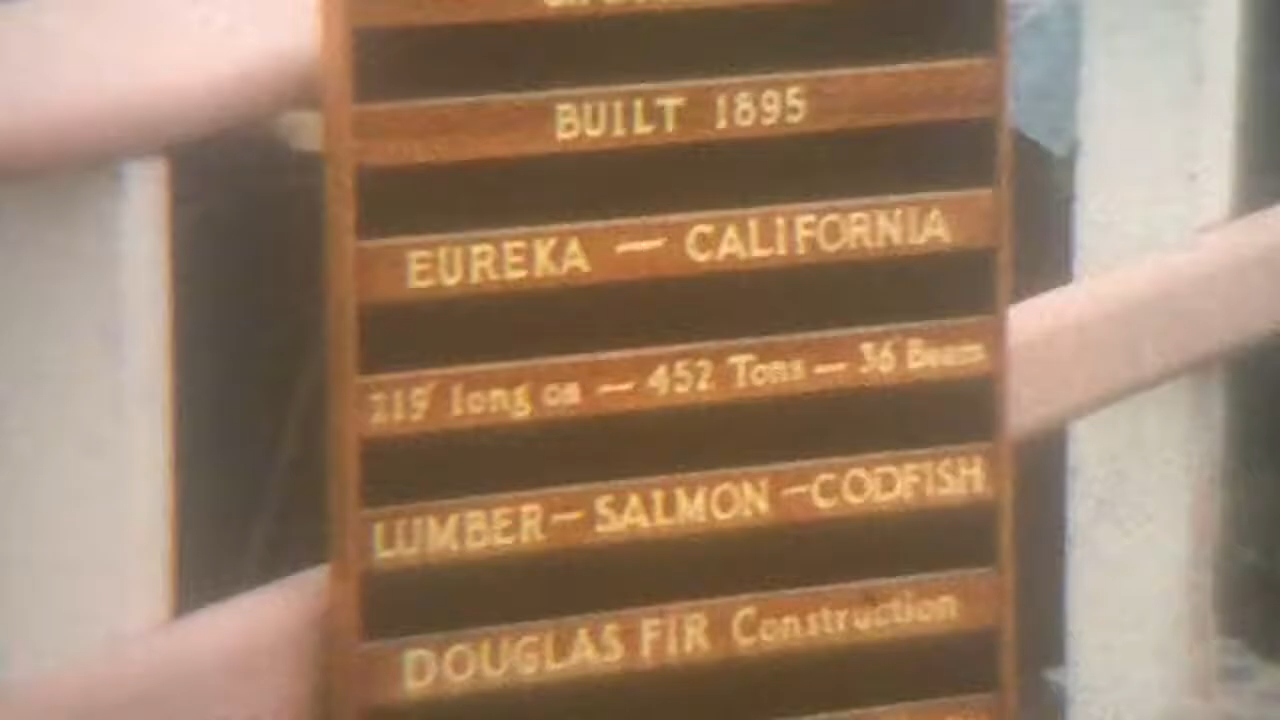 BUILT 1895
EUREKA — CALIFORNIA
219' long oa — 452 Tons — 36' Beam
LUMBER — SALMON — CODFISH
DOUGLAS FIR Construction